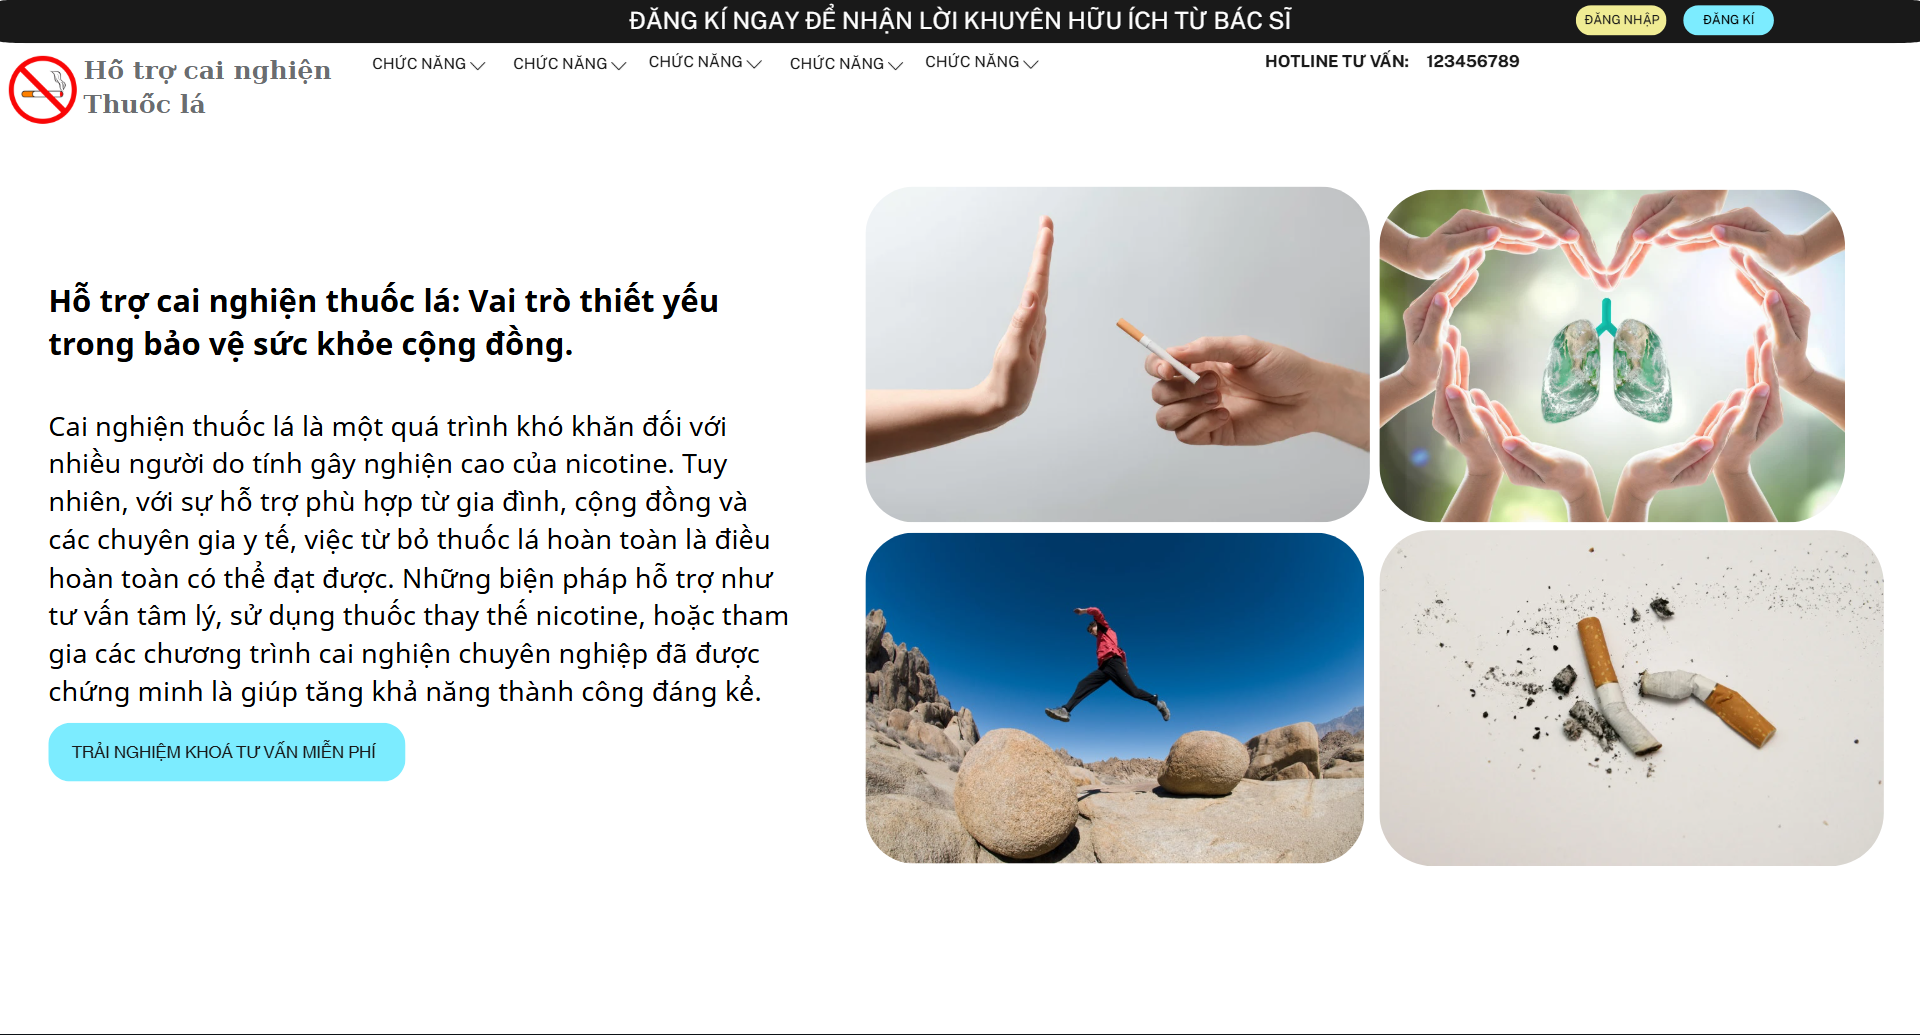 ĐĂNG KÍ NGAY ĐỂ NHẬN LỜI KHUYÊN HỮU ÍCH TỪ BÁC SĨ
ĐĂNG NHẬP
ĐĂNG KÍ
Hỗ trợ cai nghiện
Thuốc lá
CHỨC NĂNG
CHỨC NĂNG
CHỨC NĂNG
CHỨC NĂNG
CHỨC NĂNG
HOTLINE TƯ VẤN: 123456789
Hỗ trợ cai nghiện thuốc lá: Vai trò thiết yếu
trong bảo vệ sức khỏe cộng đồng.
Cai nghiện thuốc lá là một quá trình khó khăn đối với
nhiều người do tính gây nghiện cao của nicotine. Tuy
nhiên, với sự hỗ trợ phù hợp từ gia đình, cộng đồng và
các chuyên gia y tế, việc từ bỏ thuốc lá hoàn toàn là điều
hoàn toàn có thể đạt được. Những biện pháp hỗ trợ như
tư vấn tâm lý, sử dụng thuốc thay thế nicotine, hoặc tham
gia các chương trình cai nghiện chuyên nghiệp đã được
chứng minh là giúp tăng khả năng thành công đáng kể.
TRẢI NGHIỆM KHOÁ TƯ VẤN MIỄN PHÍ